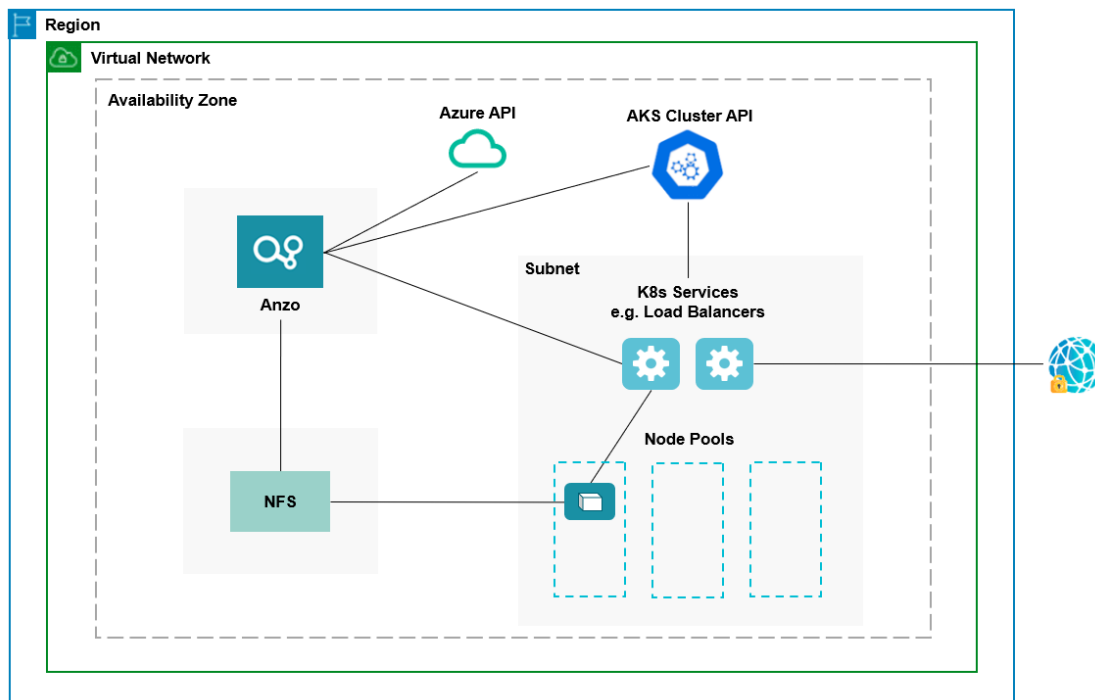 Region
Virtual Network
Availability Zone
Azure API
AKS Cluster API
Anzo
Subnet
K8s Services
e.g. Load Balancers
Node Pools
NFS